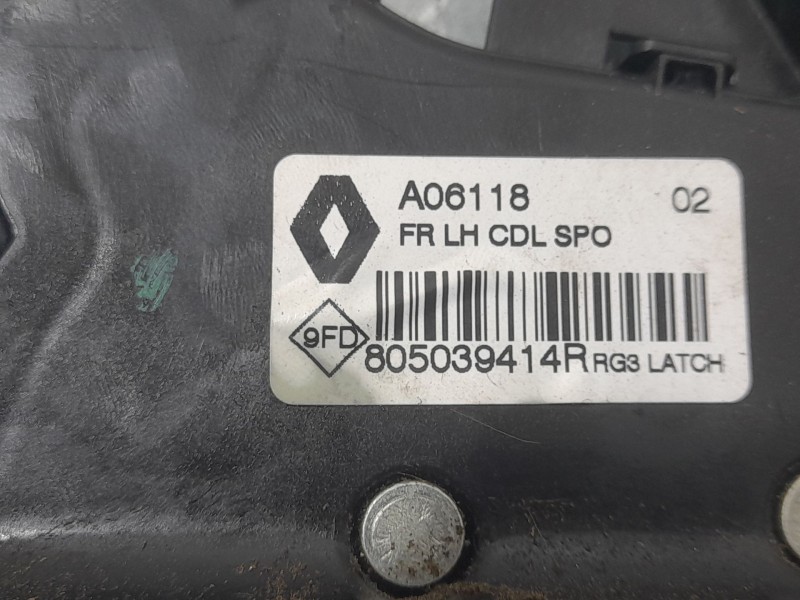 A06118 02
FR LH CDL SPO
9FD
805039414R RG3 LATCH